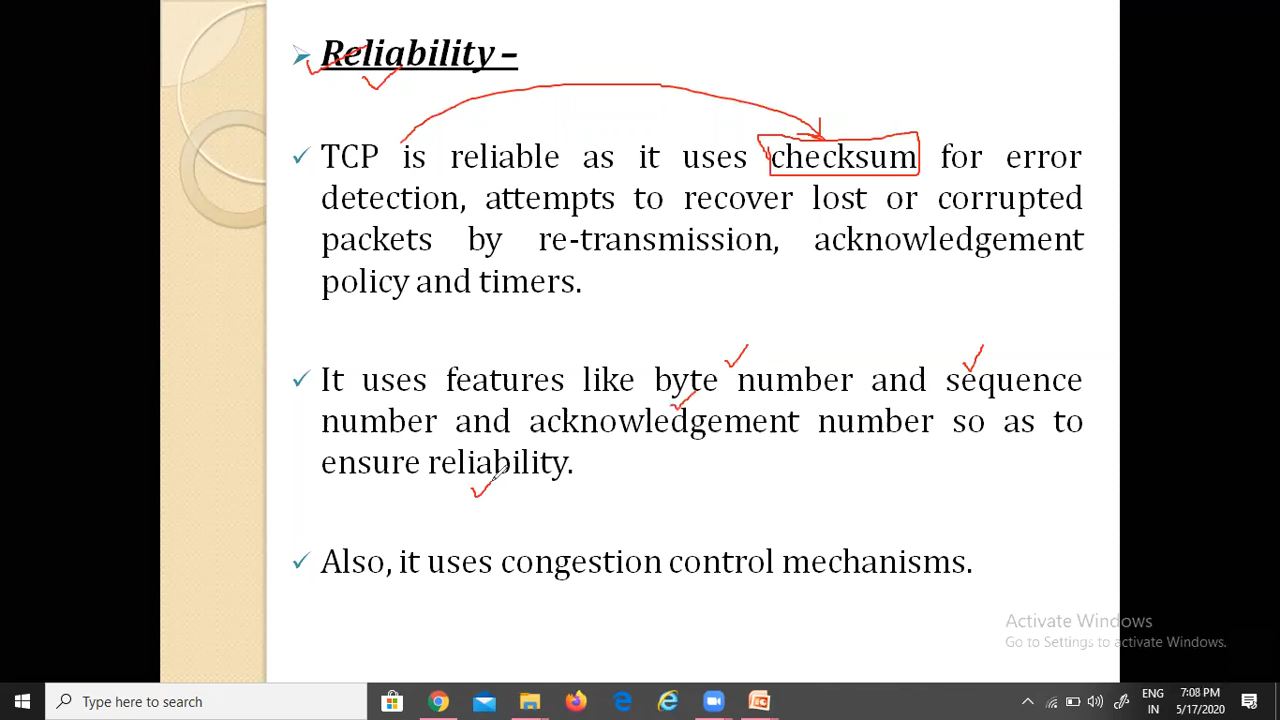 Reliability –
TCP is reliable as it uses checksum for error
detection, attempts to recover lost or corrupted
packets by re-transmission, acknowledgement
policy and timers.
It uses features like byte number and sequence
number and acknowledgement number so as to
ensure reliability.
Also, it uses congestion control mechanisms.
Activate Windows
Go to Settings to activate Windows.
Type here to search
ENG
IN
7:08 PM
5/17/2020